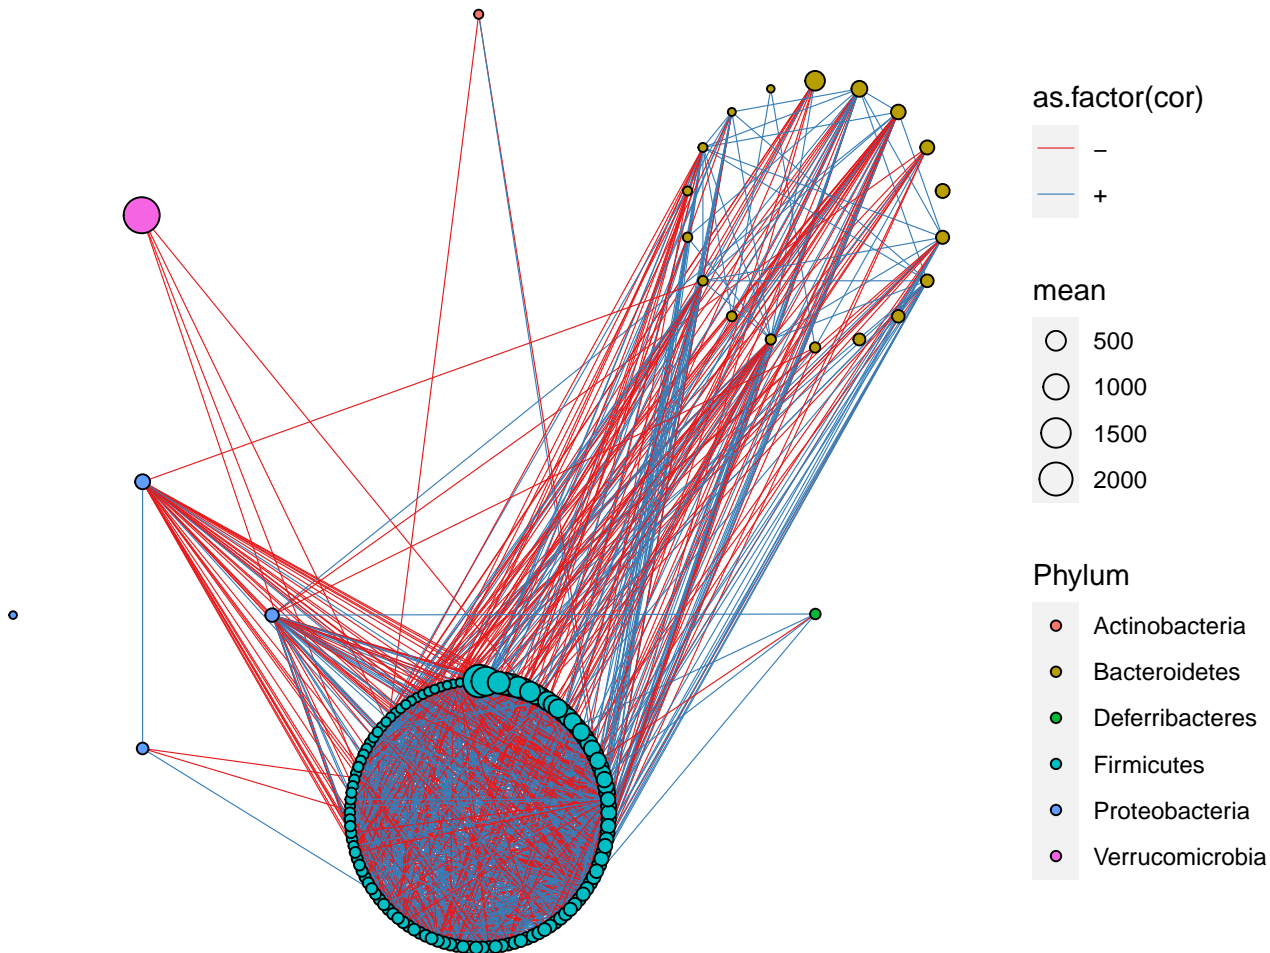 as.factor(cor)
−
+
mean
500
1000
1500
2000
Phylum
Actinobacteria
Bacteroidetes
Deferribacteres
Firmicutes
Proteobacteria
Verrucomicrobia